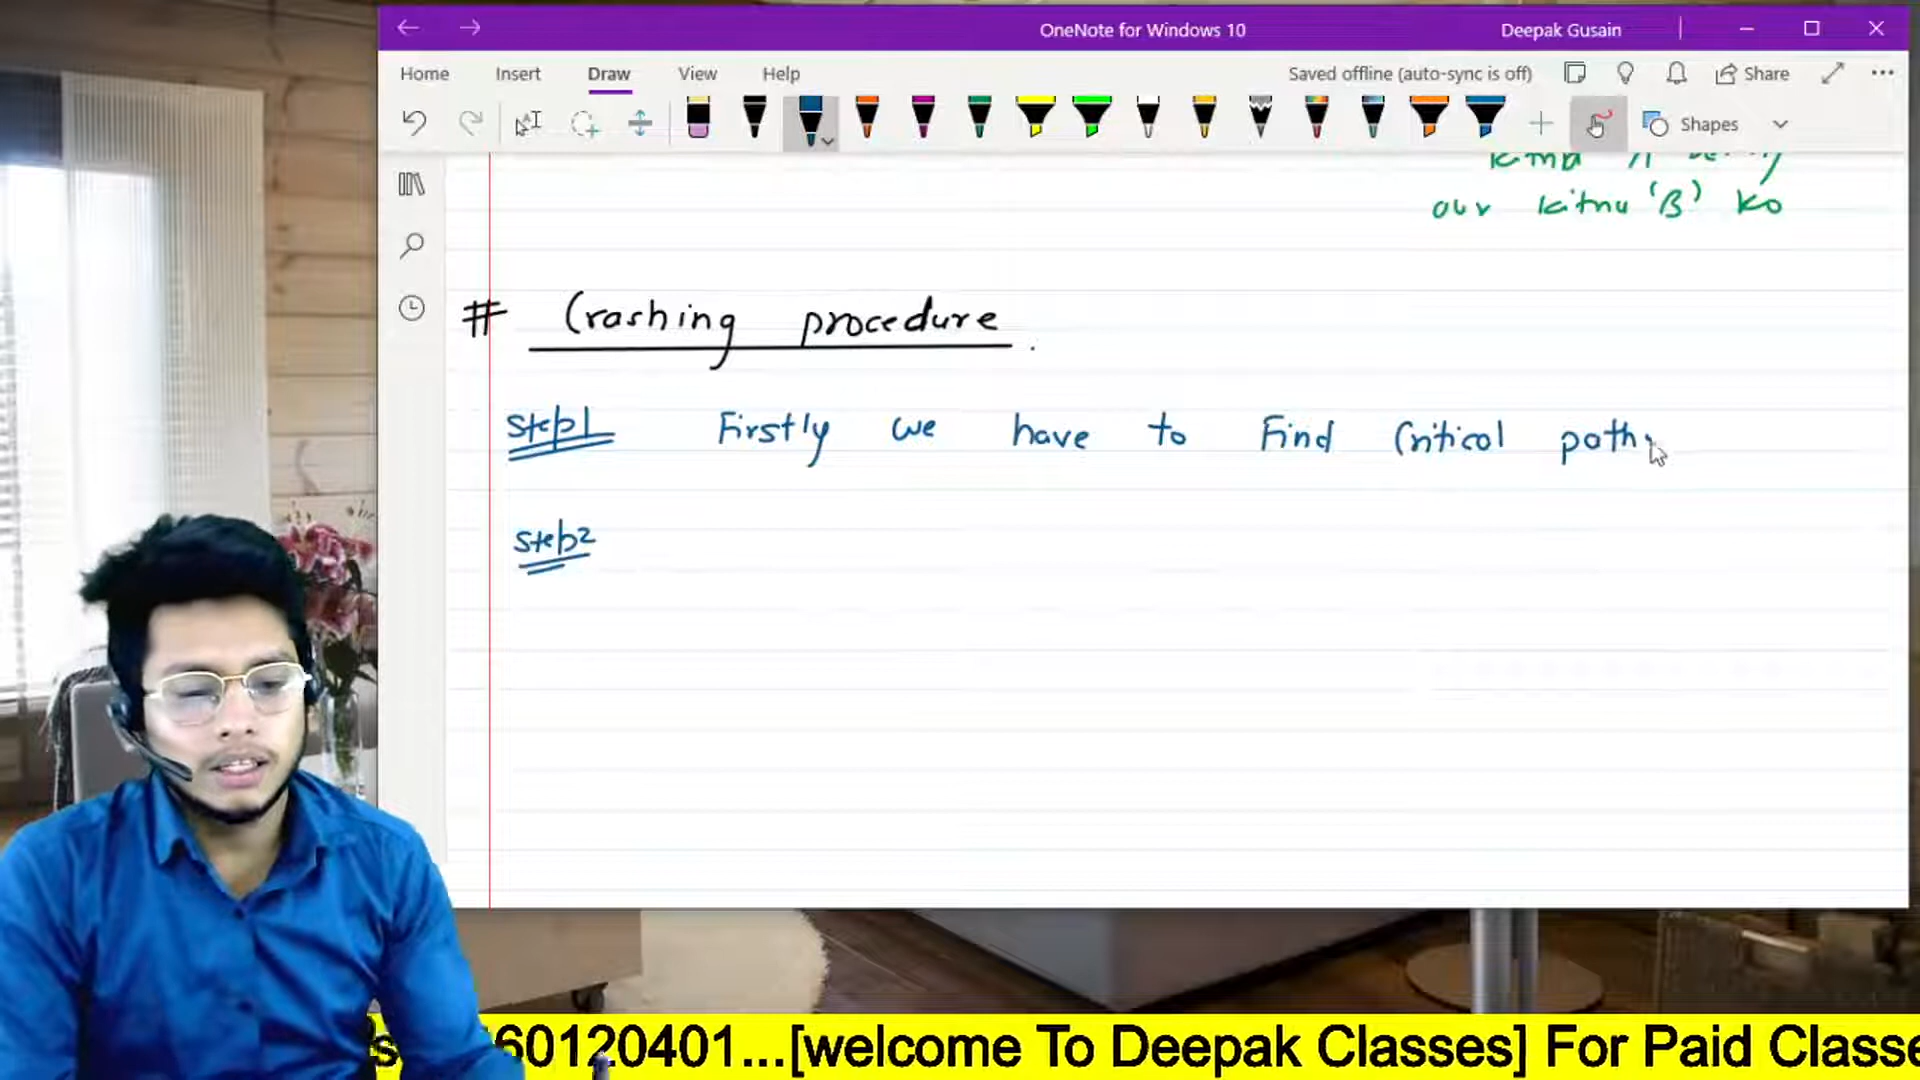 OneNote for Windows 10
Deepak Gusain
Home Insert Draw View Help
Saved offline (auto-sync is off)
Share
Shapes
our kitnu 'B' ko
# Crashing procedure.
Step1 Firstly we have to Find Critical path
Step2
60120401...[welcome To Deepak Classes] For Paid Classe